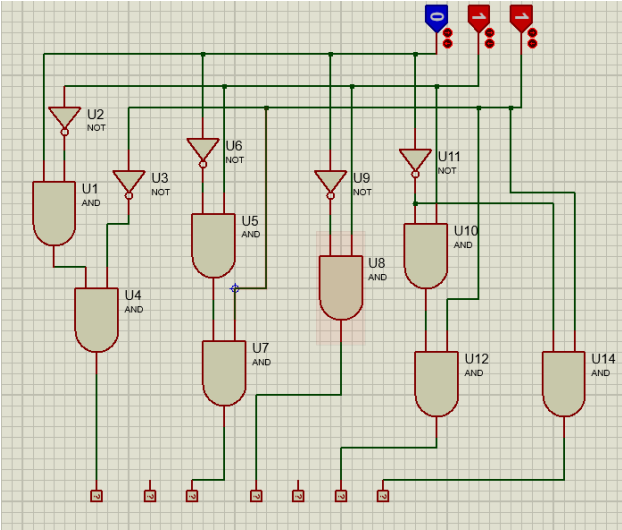 0 1 1
U2
NOT
U6
NOT
U11
NOT
U3
NOT
U9
NOT
U1
AND
U5
AND
U10
AND
U8
AND
U4
AND
U7
AND
U12
AND
U14
AND
? ? ? ? ? ? ?